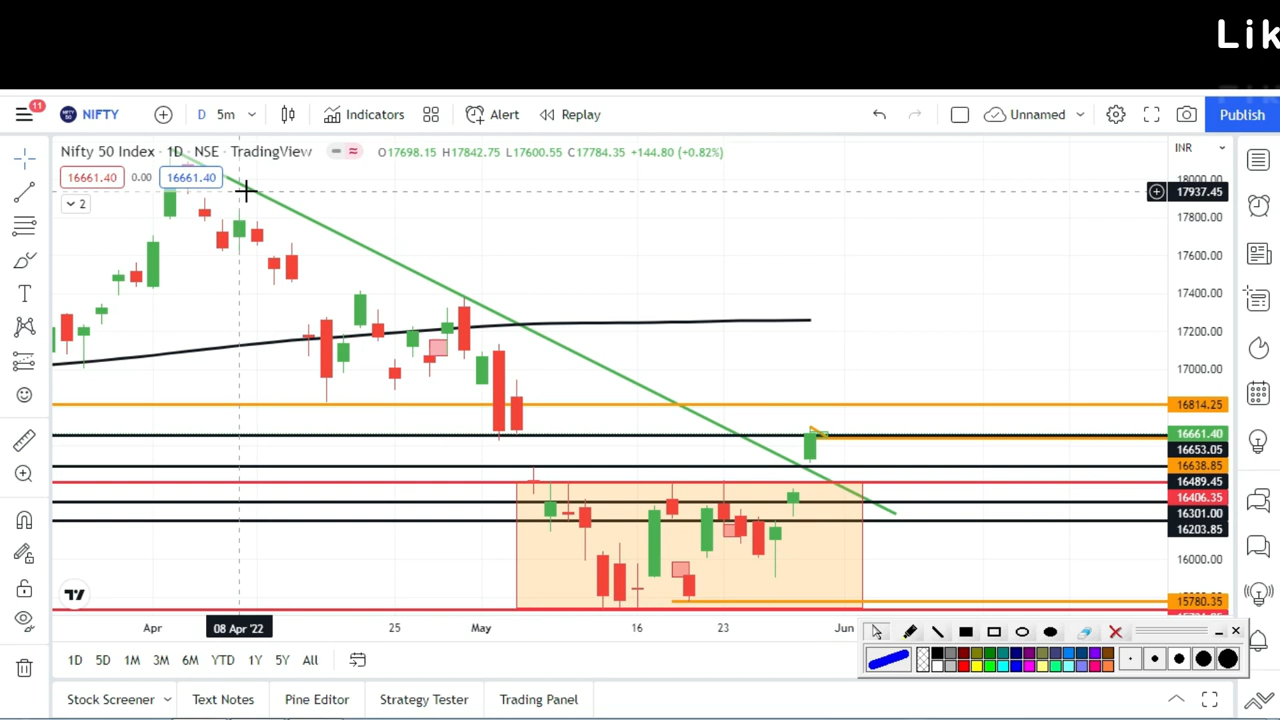 Lik
11
NIFTY
D 5m
Indicators
Alert
Replay
Unnamed
Publish
Nifty 50 Index · 1D · NSE · TradingView
O17698.15 H17842.75 L17600.55 C17784.35 +144.80 (+0.82%)
INR
16661.40 0.00 16661.40
2
18000.00
17937.45
17800.00
17600.00
17400.00
17200.00
17000.00
16814.25
16661.40
16653.05
16638.85
16489.45
16406.35
16301.00
16203.85
16000.00
15780.35
Apr 08 Apr '22 25 May 16 23 Jun
1D 5D 1M 3M 6M YTD 1Y 5Y All
Stock Screener Text Notes Pine Editor Strategy Tester Trading Panel